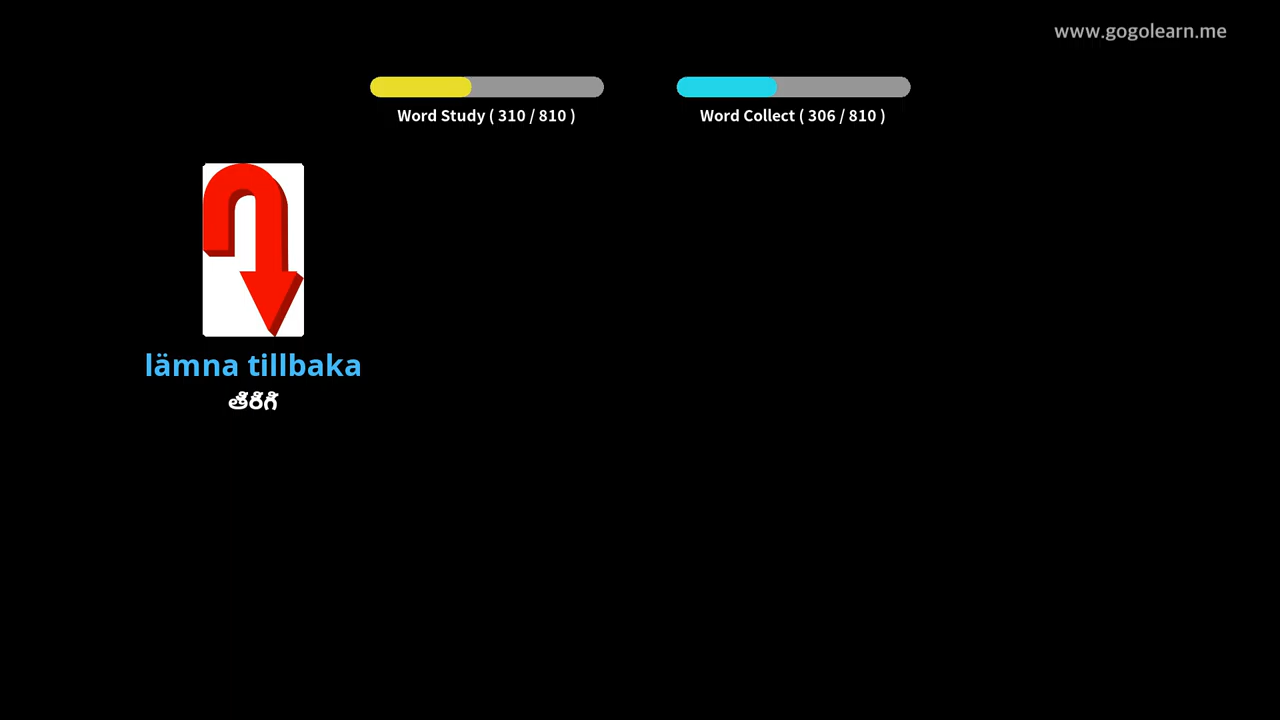 www.gogolearn.me
Word Study ( 310 / 810 )
Word Collect ( 306 / 810 )
lämna tillbaka
తిరిగి